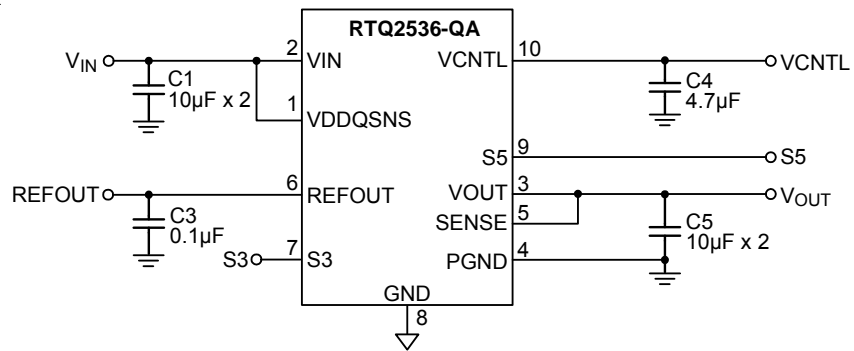 RTQ2536-QA
VIN
2
VIN
VCNTL
10
VCNTL
C1
10µF x 2
C4
4.7µF
1
VDDQSNS
S5
9
S5
REFOUT
6
REFOUT
VOUT
3
VOUT
C3
0.1µF
SENSE
5
C5
10µF x 2
S3
7
S3
PGND
4
GND
8